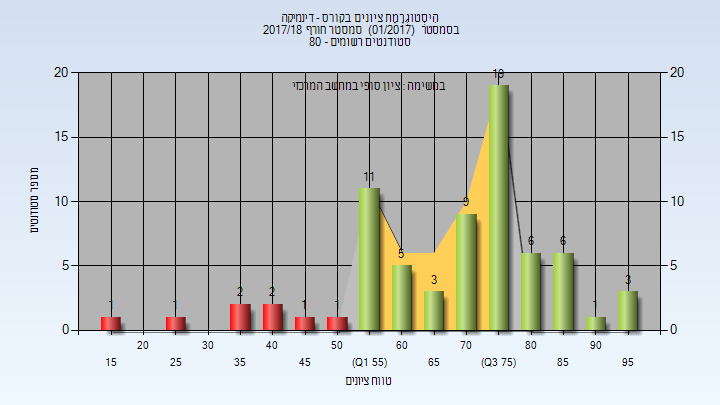 הִיסְטוֹגְרָמַת ציונים בקורס - דינמיקה
בסמסטר (01/2017) סמסטר חורף 2017/18
סטודנטים רשומים - 80
במשימה : ציון סופי במחשב המרכזי
20 15 10 5 0
מספר סטודנטים
1 1 2 2 1 1 11 5 3 9 19 6 6 1 3
20 15 10 5 0
20 30 40 50 60 70 80 90
15 25 35 45 (Q1 55) 65 (Q3 75) 85 95
טווח ציונים